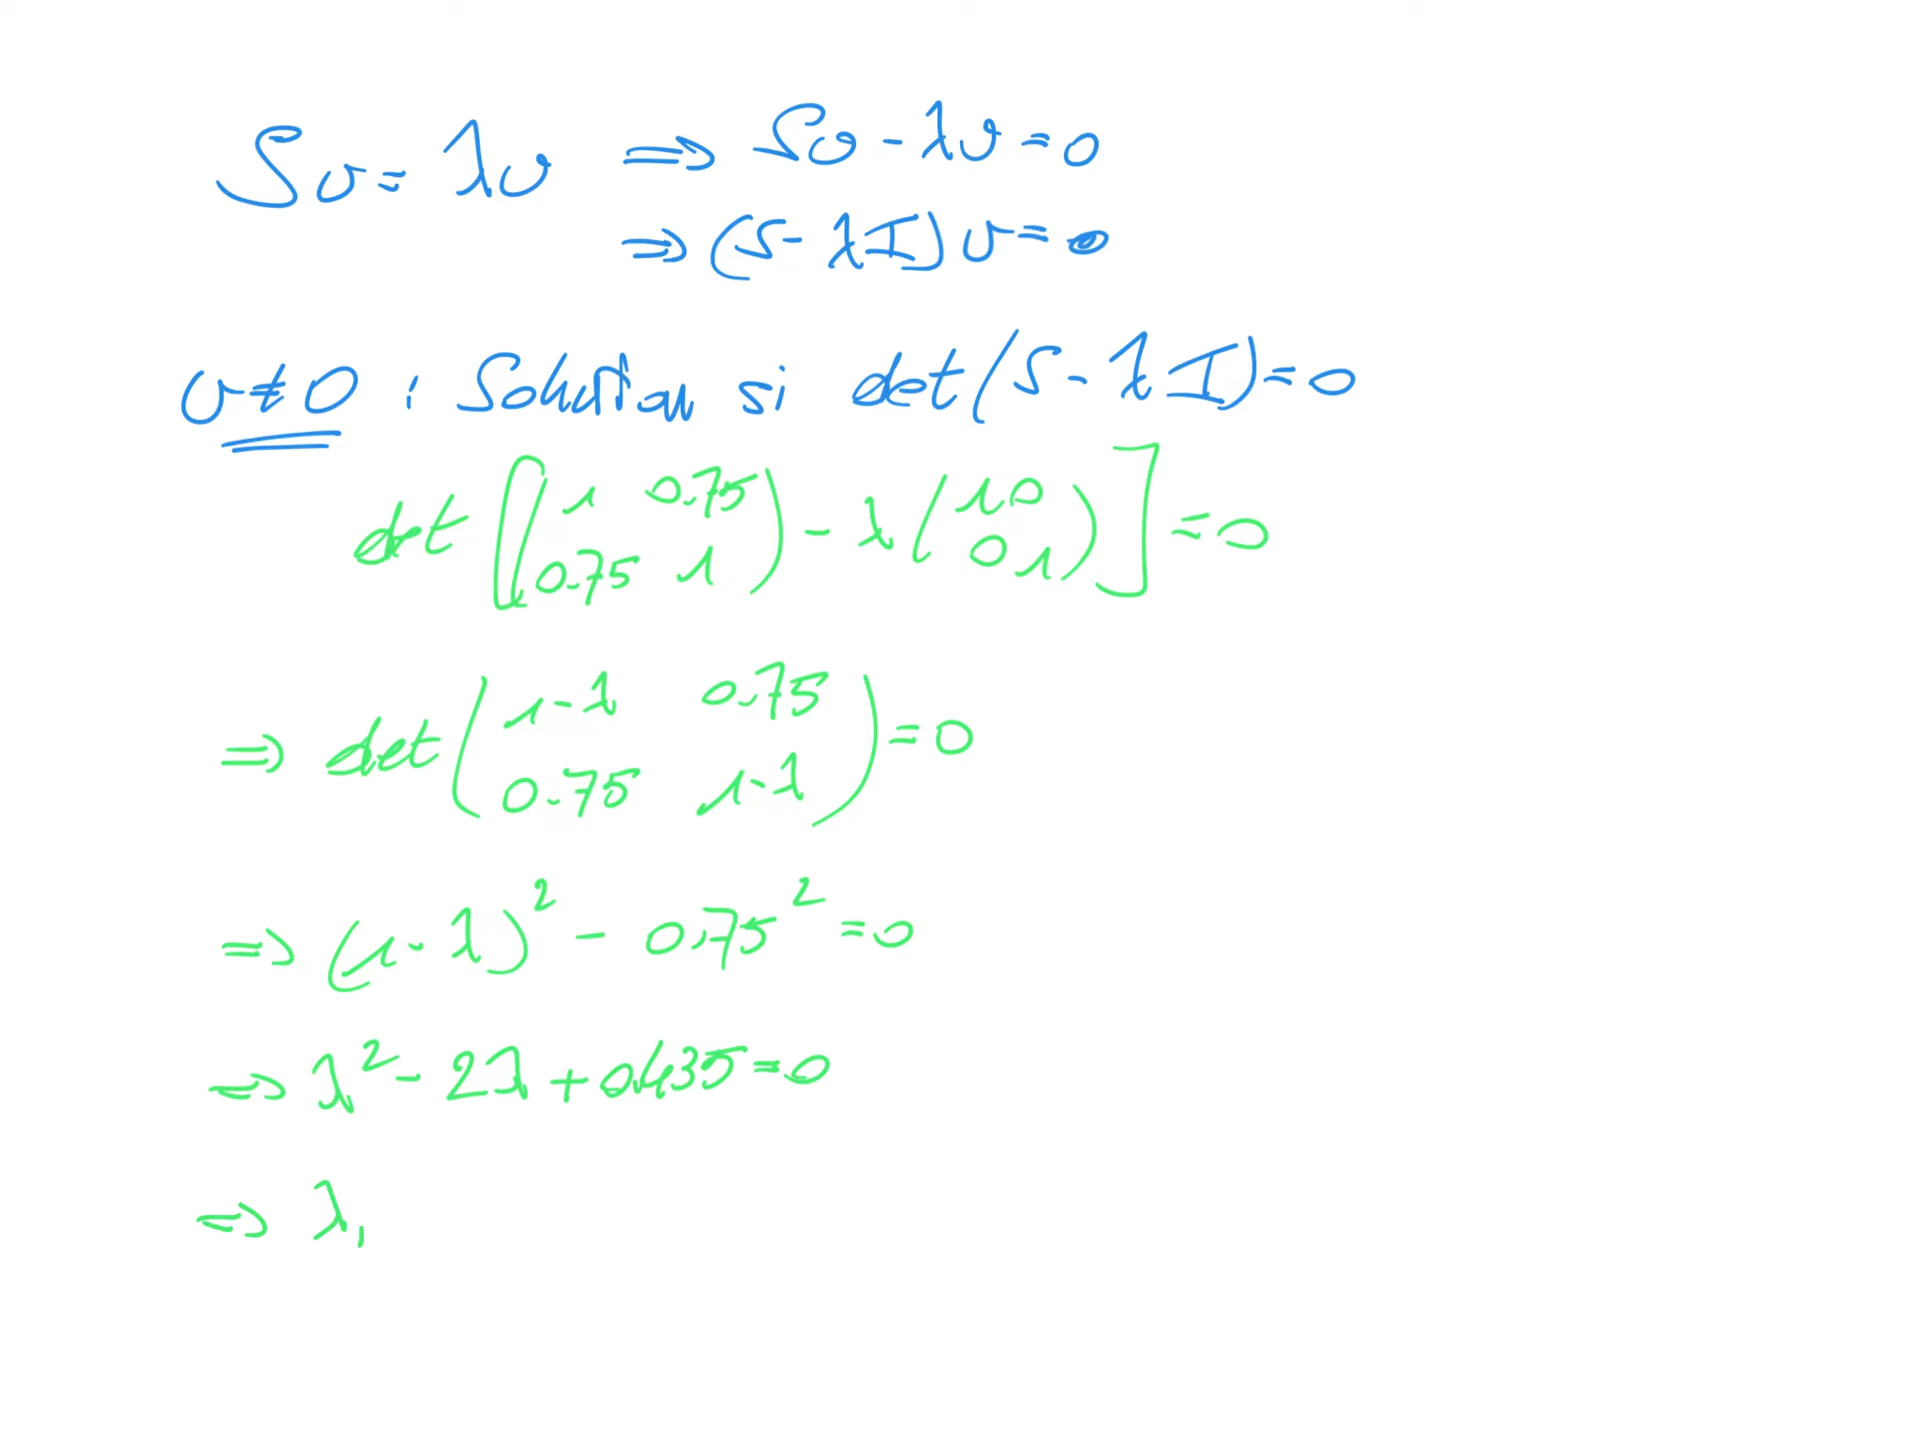 Sv = λv ⟹ Sv - λv = 0
⟹ (S - λI) v = 0
v ≠ 0 : Solution si det(S - λI) = 0
det [ ( 1 0.75
0.75 1 ) - λ ( 1 0
0 1 ) ] = 0
⟹ det ( 1-λ 0.75
0.75 1-λ ) = 0
⟹ (1-λ)² - 0.75² = 0
⟹ λ² - 2λ + 0.435 = 0
⟹ λ₁